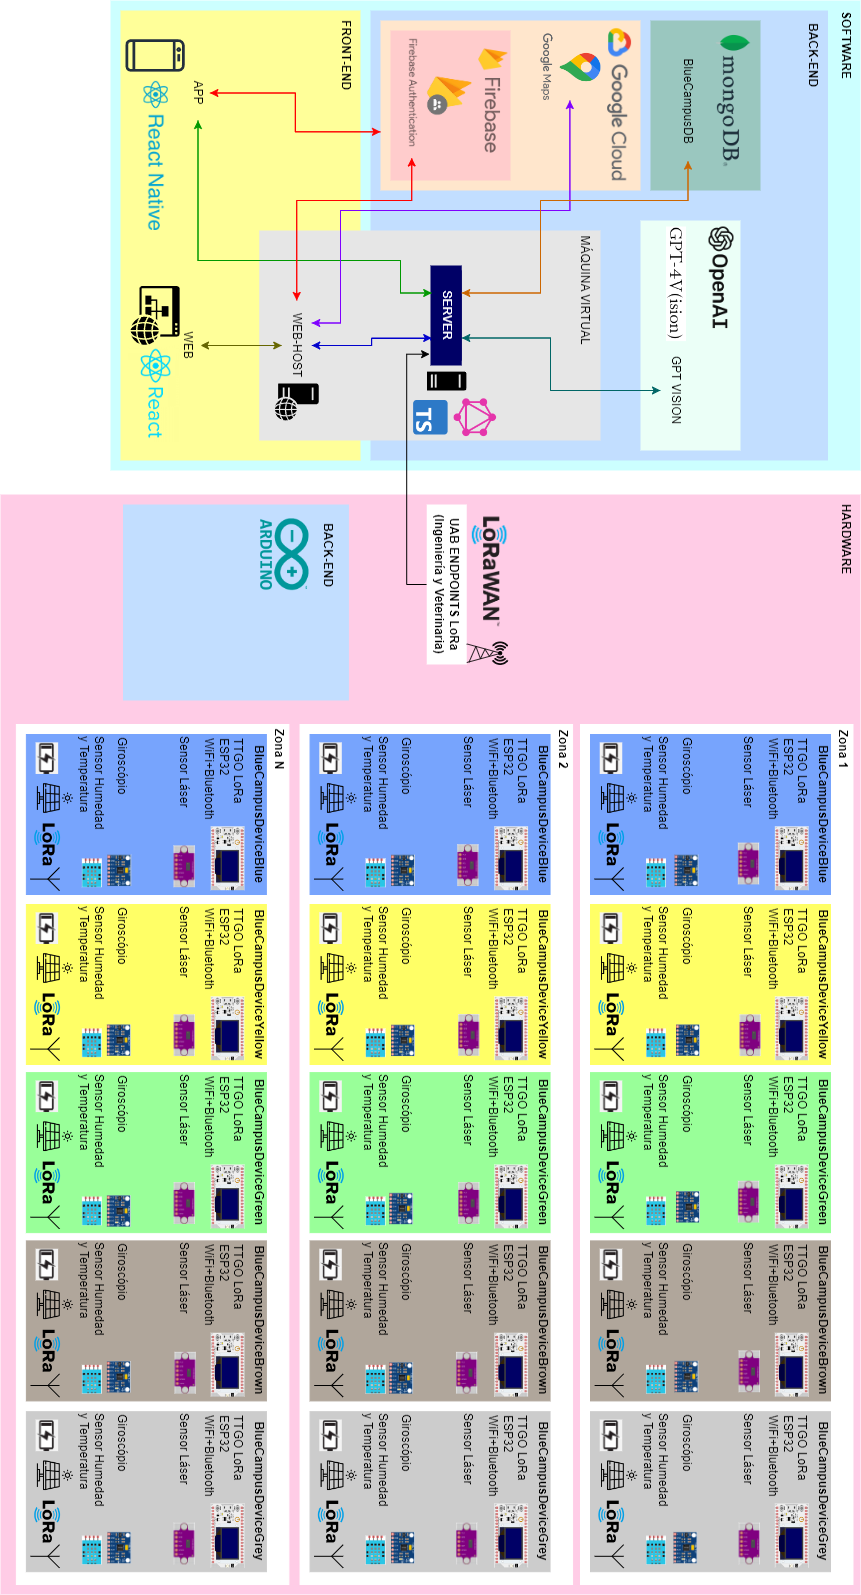 SOFTWARE
BACK-END
mongoDB.
BlueCampusDB
Google Cloud
Google Maps
Firebase
Firebase Authentication
FRONT-END
APP
React Native
OpenAI
GPT-4V(ision)
GPT VISION
MÁQUINA VIRTUAL
SERVER
TS
WEB-HOST
WEB
React
HARDWARE
LoRaWAN™
UAB ENDPOINTS LoRa
(Ingeniería y Veterinaria)
BACK-END
ARDUINO
Zona 1
BlueCampusDeviceBlue
TTGO LoRa
ESP32
WiFi+Bluetooth
Sensor Láser
Giroscópio
Sensor Humedad
y Temperatura
LoRa
BlueCampusDeviceYellow
TTGO LoRa
ESP32
WiFi+Bluetooth
Sensor Láser
Giroscópio
Sensor Humedad
y Temperatura
LoRa
BlueCampusDeviceGreen
TTGO LoRa
ESP32
WiFi+Bluetooth
Sensor Láser
Giroscópio
Sensor Humedad
y Temperatura
LoRa
BlueCampusDeviceBrown
TTGO LoRa
ESP32
WiFi+Bluetooth
Sensor Láser
Giroscópio
Sensor Humedad
y Temperatura
LoRa
BlueCampusDeviceGrey
TTGO LoRa
ESP32
WiFi+Bluetooth
Sensor Láser
Giroscópio
Sensor Humedad
y Temperatura
LoRa
Zona 2
BlueCampusDeviceBlue
TTGO LoRa
ESP32
WiFi+Bluetooth
Sensor Láser
Giroscópio
Sensor Humedad
y Temperatura
LoRa
BlueCampusDeviceYellow
TTGO LoRa
ESP32
WiFi+Bluetooth
Sensor Láser
Giroscópio
Sensor Humedad
y Temperatura
LoRa
BlueCampusDeviceGreen
TTGO LoRa
ESP32
WiFi+Bluetooth
Sensor Láser
Giroscópio
Sensor Humedad
y Temperatura
LoRa
BlueCampusDeviceBrown
TTGO LoRa
ESP32
WiFi+Bluetooth
Sensor Láser
Giroscópio
Sensor Humedad
y Temperatura
LoRa
BlueCampusDeviceGrey
TTGO LoRa
ESP32
WiFi+Bluetooth
Sensor Láser
Giroscópio
Sensor Humedad
y Temperatura
LoRa
Zona N
BlueCampusDeviceBlue
TTGO LoRa
ESP32
WiFi+Bluetooth
Sensor Láser
Giroscópio
Sensor Humedad
y Temperatura
LoRa
BlueCampusDeviceYellow
TTGO LoRa
ESP32
WiFi+Bluetooth
Sensor Láser
Giroscópio
Sensor Humedad
y Temperatura
LoRa
BlueCampusDeviceGreen
TTGO LoRa
ESP32
WiFi+Bluetooth
Sensor Láser
Giroscópio
Sensor Humedad
y Temperatura
LoRa
BlueCampusDeviceBrown
TTGO LoRa
ESP32
WiFi+Bluetooth
Sensor Láser
Giroscópio
Sensor Humedad
y Temperatura
LoRa
BlueCampusDeviceGrey
TTGO LoRa
ESP32
WiFi+Bluetooth
Sensor Láser
Giroscópio
Sensor Humedad
y Temperatura
LoRa